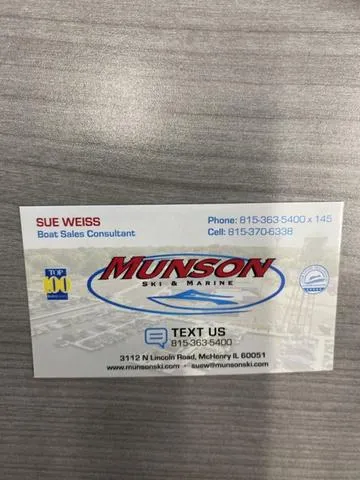 SUE WEISS
Boat Sales Consultant
Phone: 815-363-5400 x 145
Cell: 815-370-6338
TOP
100
MUNSON
SKI & MARINE
TEXT US
815-363-5400
3112 N Lincoln Road, McHenry IL 60051
www.munsonski.com • suew@munsonski.com